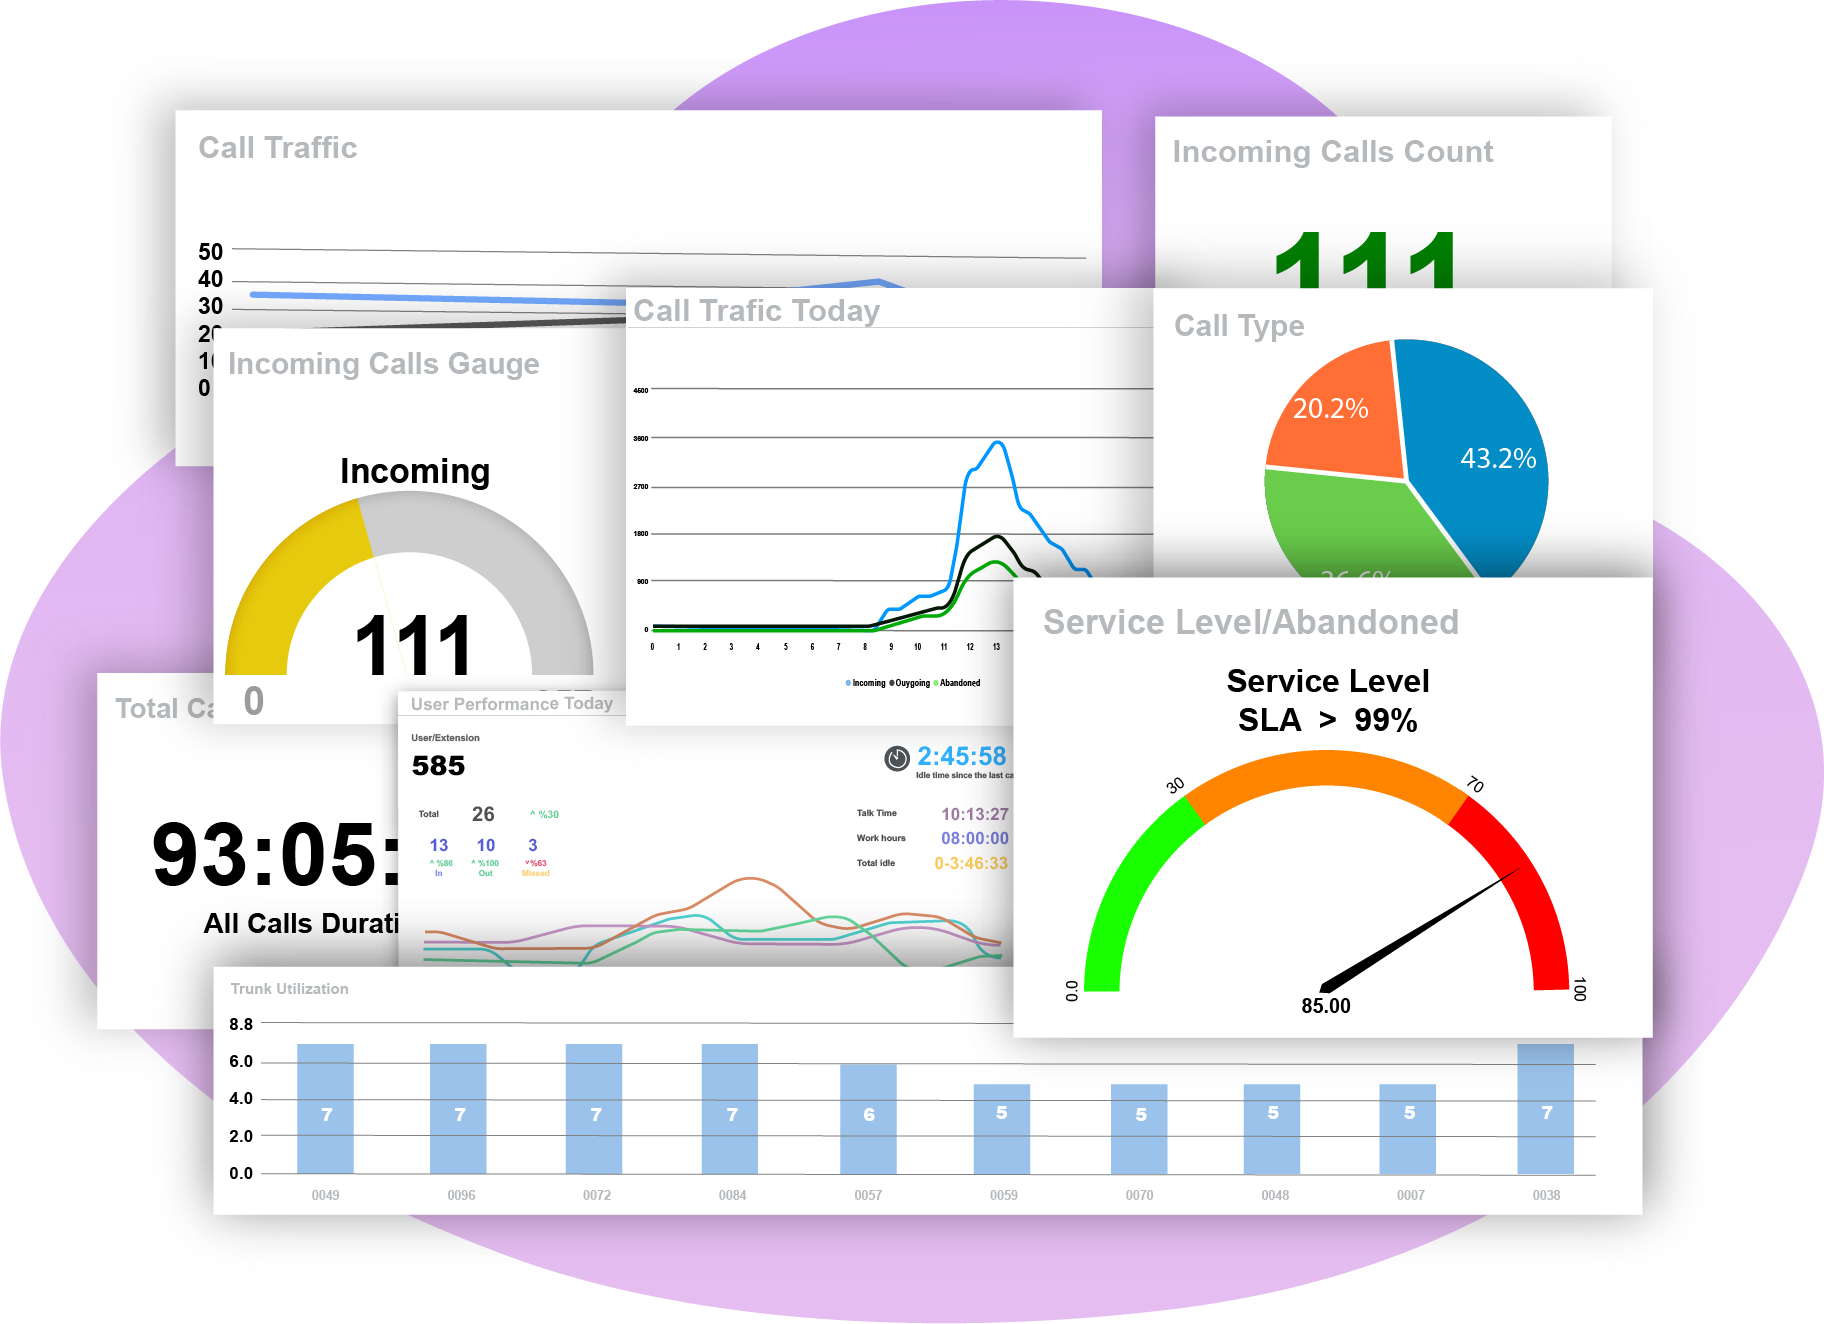 Call Traffic
50
40
30
0
Incoming Calls Count
111
Incoming Calls Gauge
Incoming
111
0
Call Trafic Today
4500
3600
2700
1800
900
0
0 1 2 3 4 5 6 7 8 9 10 11 12 13
Incoming Ouygoing Abandoned
Call Type
20.2%
43.2%
36.6%
Service Level/Abandoned
Service Level
SLA > 99%
0.0
30
70
100
85.00
Total
93:05:
All Calls
User Performance Today
User/Extension
585
2:45:58
Idle time since the last
Total 26 ^ %30
13 10 3
^ %86 ^ %100 ˅%63
In Out Missed
Talk Time 10:13:27
Work hours 08:00:00
Total idle 0-3:46:33
Trunk Utilization
8.8
6.0
4.0
2.0
0.0
7 7 7 7 6 5 5 5 5 7
0049 0096 0072 0084 0057 0059 0070 0048 0007 0038